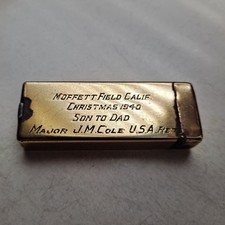 MOFFETT FIELD CALIF.
CHRISTMAS 1940
SON TO DAD
MAJOR J.M. COLE U.S.A. RET.